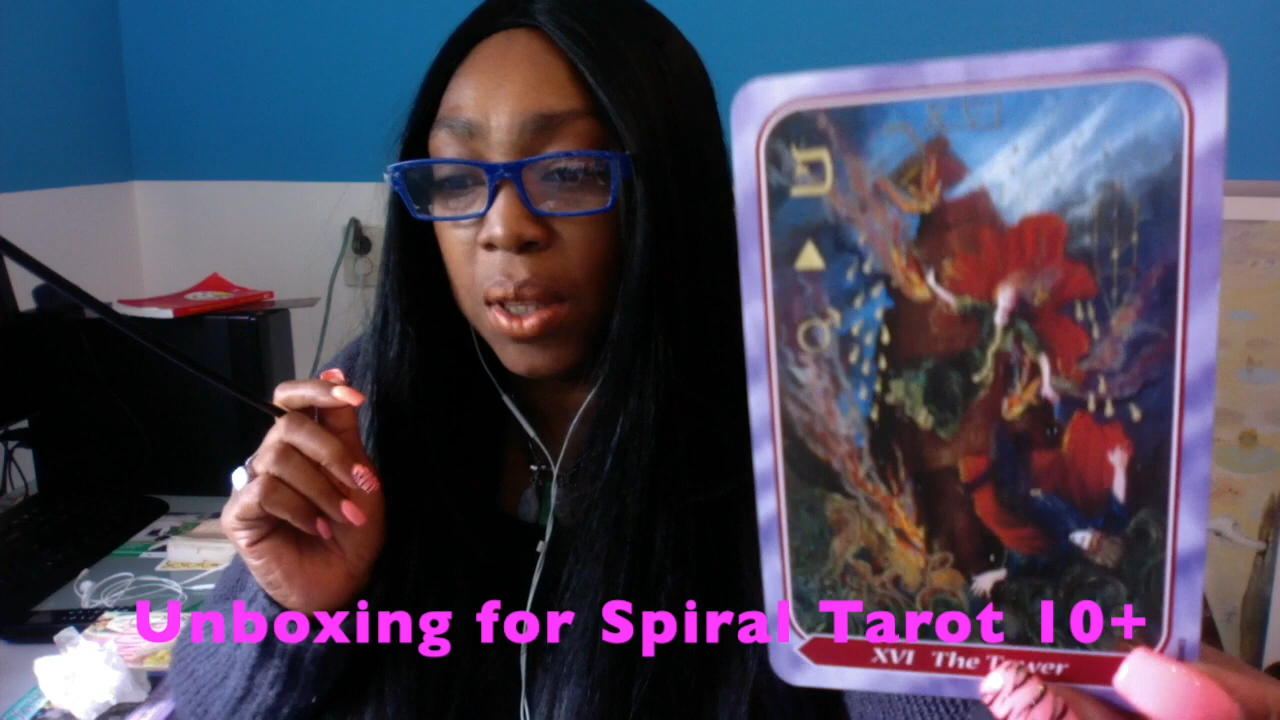 פ
Unboxing for Spiral Tarot 10+
XVI The Tower